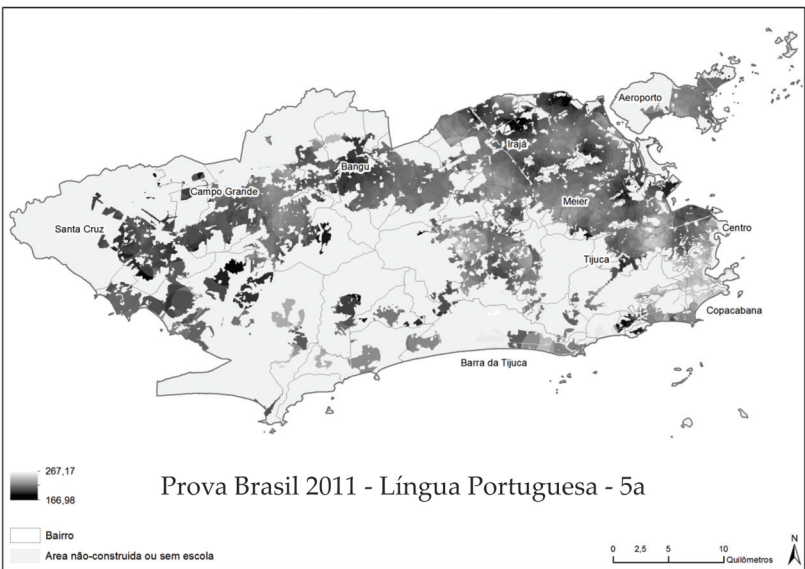 Aeroporto
Irajá
Bangu
Campo Grande
Meier
Santa Cruz
Centro
Tijuca
Copacabana
Barra da Tijuca
267,17
166,98
Prova Brasil 2011 - Língua Portuguesa - 5a
Bairro
Area não-construida ou sem escola
N
0 2,5 5 10
Quilômetros